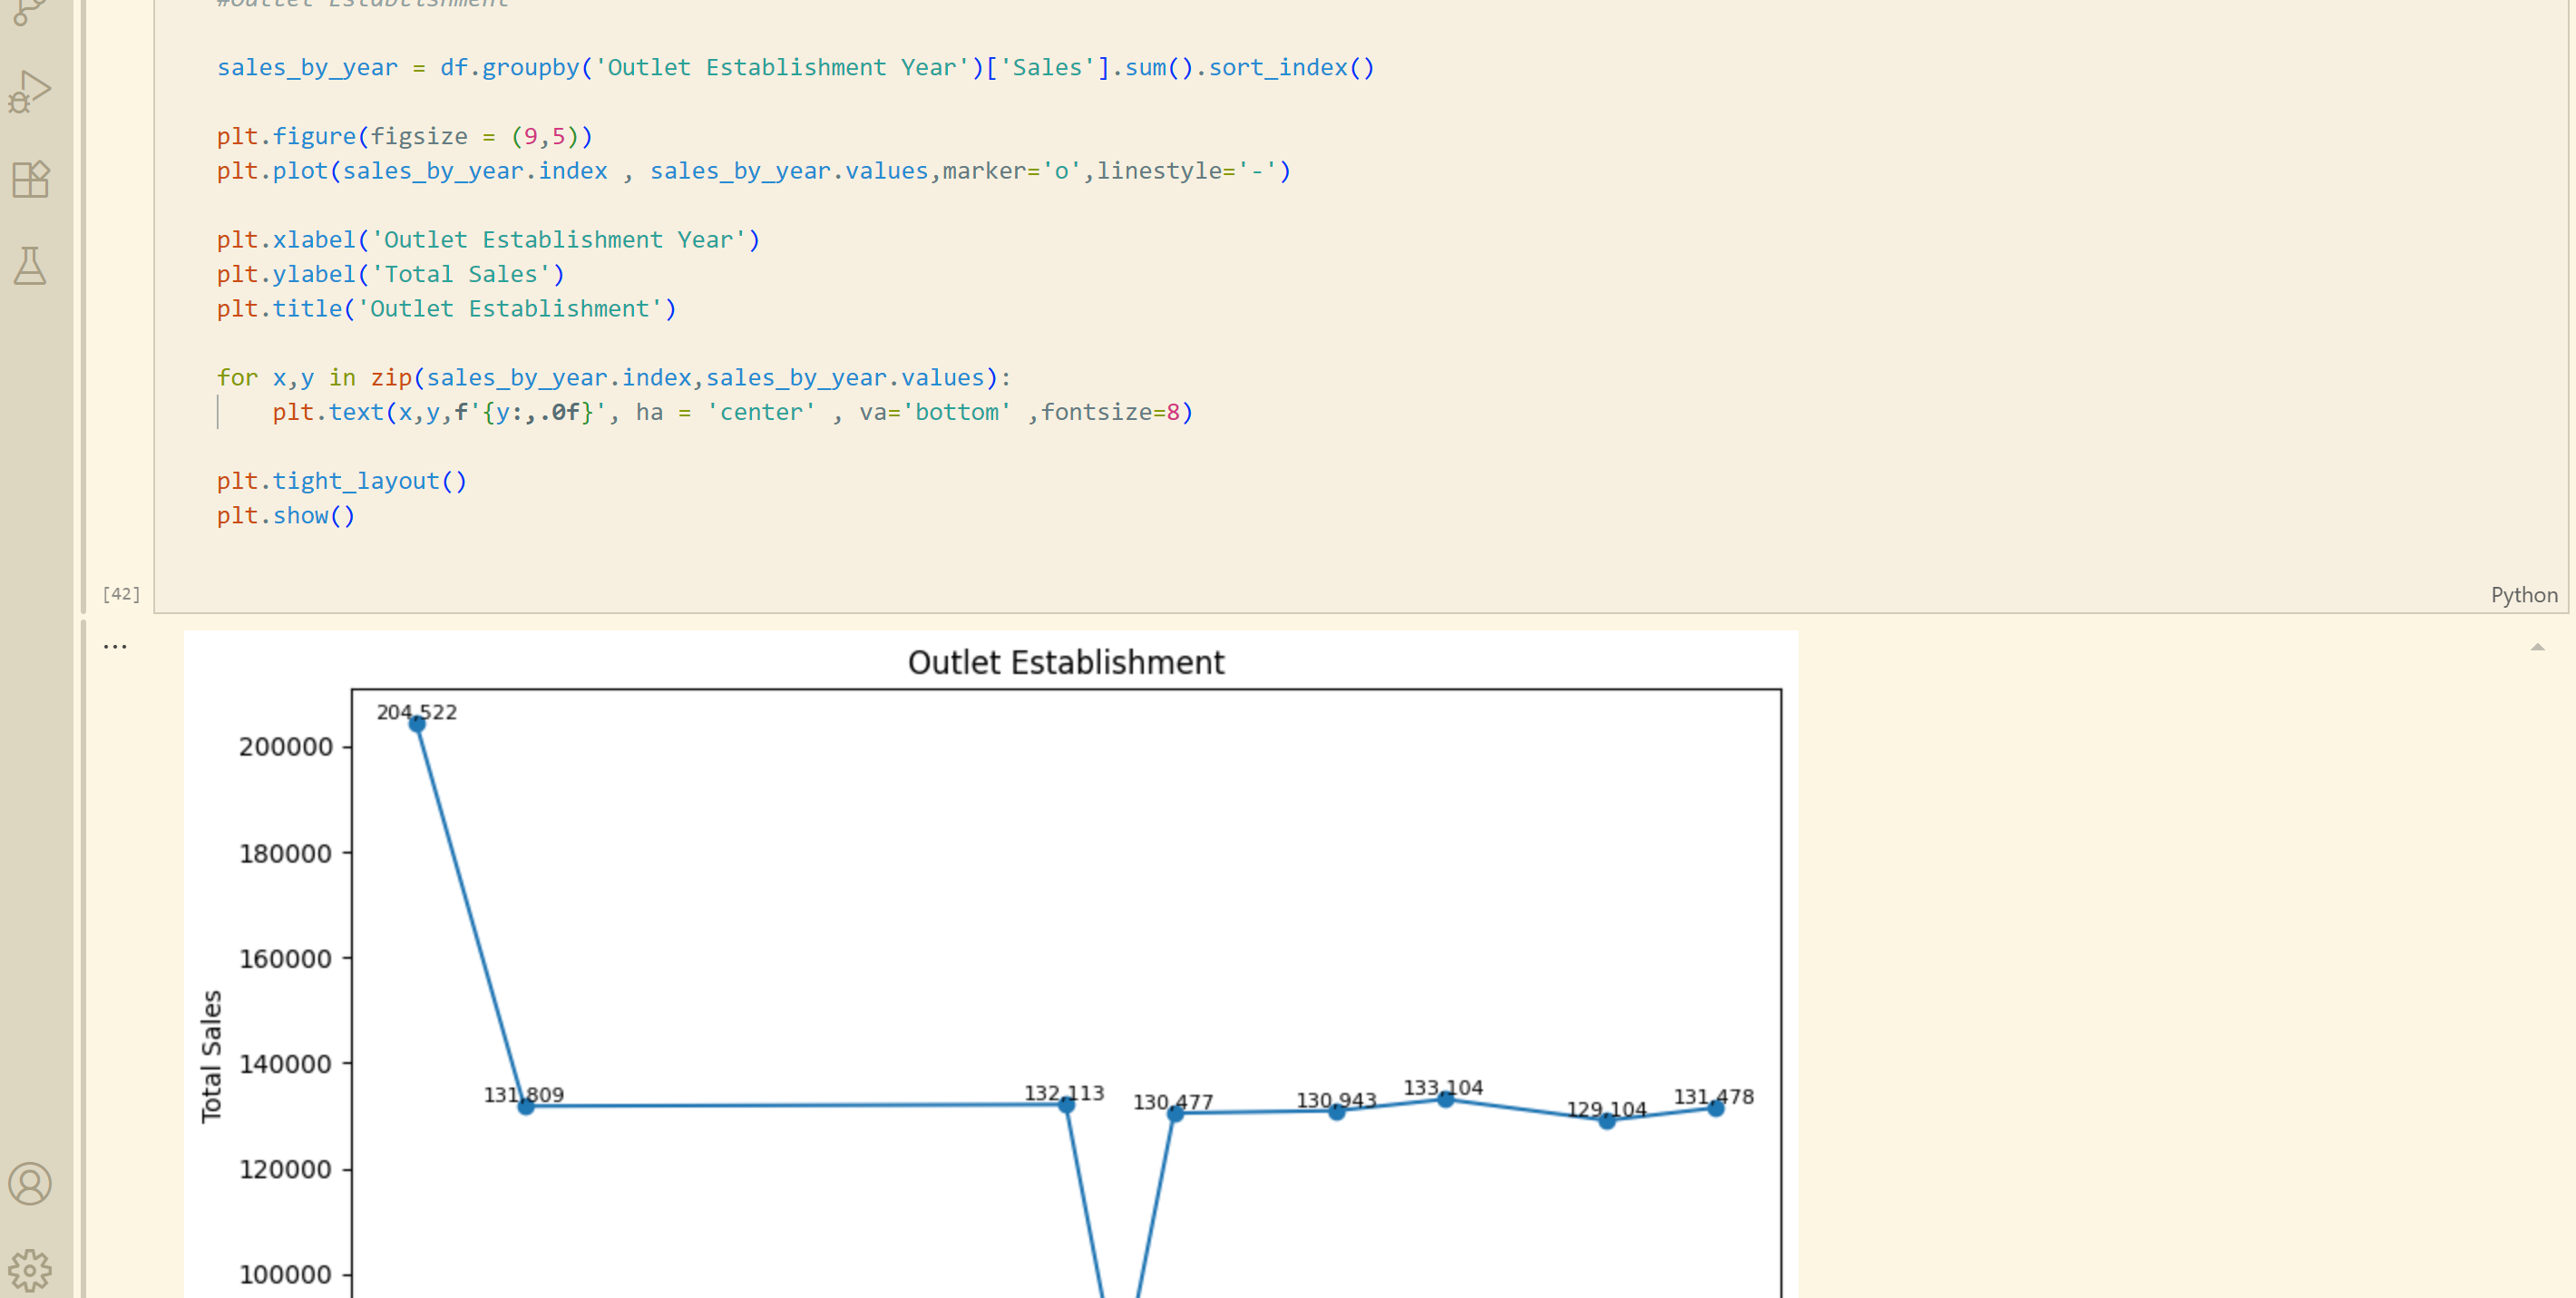 #Outlet Establishment
sales_by_year = df.groupby('Outlet Establishment Year')['Sales'].sum().sort_index()
plt.figure(figsize = (9,5))
plt.plot(sales_by_year.index , sales_by_year.values,marker='o',linestyle='-')
plt.xlabel('Outlet Establishment Year')
plt.ylabel('Total Sales')
plt.title('Outlet Establishment')
for x,y in zip(sales_by_year.index,sales_by_year.values):
    plt.text(x,y,f'{y:,.0f}', ha = 'center' , va='bottom' ,fontsize=8)
plt.tight_layout()
plt.show()
[42]
Python
...
Outlet Establishment
204,522
200000
180000
160000
Total Sales
140000
131,809
132,113
130,477
130,943
133,104
129,104
131,478
120000
100000